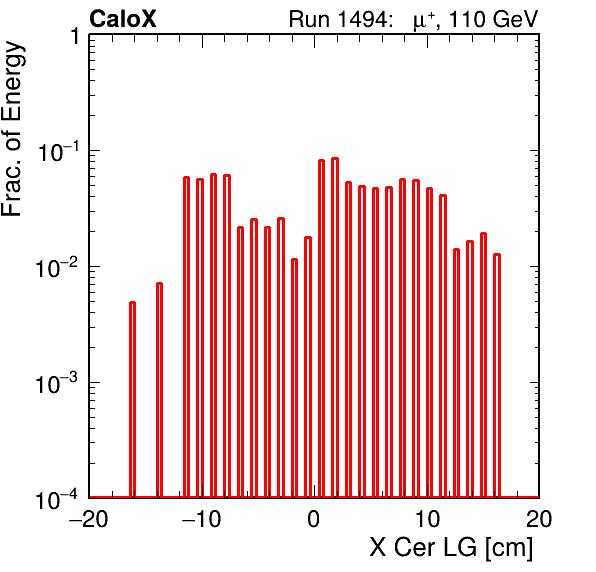 CaloX Run 1494: μ⁺, 110 GeV
Frac. of Energy
1
10⁻¹
10⁻²
10⁻³
10⁻⁴
−20 −10 0 10 20
X Cer LG [cm]